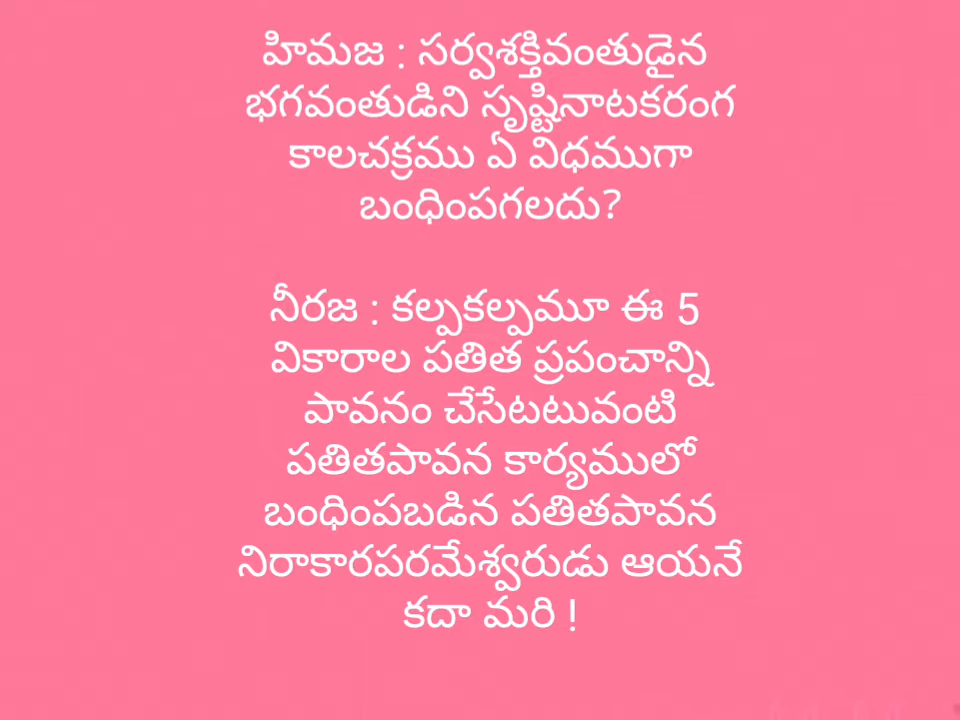 హిమజ : సర్వశక్తివంతుడైన
భగవంతుడిని సృష్టినాటకరంగ
కాలచక్రము ఏ విధముగా
బంధింపగలదు?
నీరజ : కల్పకల్పమూ ఈ 5
వికారాల పతిత ప్రపంచాన్ని
పావనం చేసేటటువంటి
పతితపావన కార్యములో
బంధింపబడిన పతితపావన
నిరాకారపరమేశ్వరుడు ఆయనే
కదా మరి !